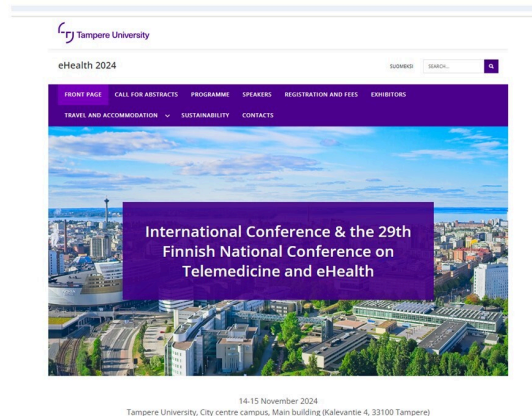 Tampere University
eHealth 2024
SUOMEKSI
SEARCH...
FRONT PAGE CALL FOR ABSTRACTS PROGRAMME SPEAKERS REGISTRATION AND FEES EXHIBITORS
TRAVEL AND ACCOMMODATION SUSTAINABILITY CONTACTS
International Conference & the 29th
Finnish National Conference on
Telemedicine and eHealth
14-15 November 2024
Tampere University, City centre campus, Main building (Kalevantie 4, 33100 Tampere)